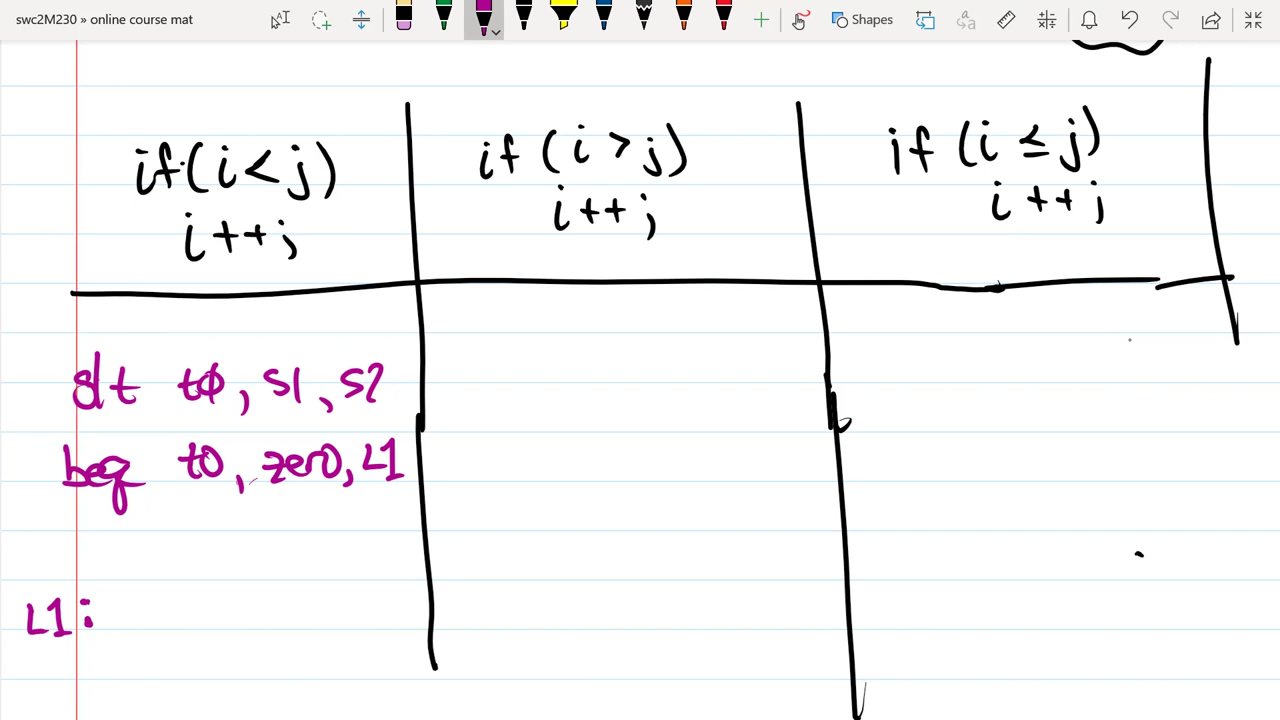 swc2M230 » online course mat
Shapes
if(i<j)
i++;
if (i > j)
i++;
if (i ≤ j)
i++;
slt t0, s1, s2
beq t0, zero, L1
L1: